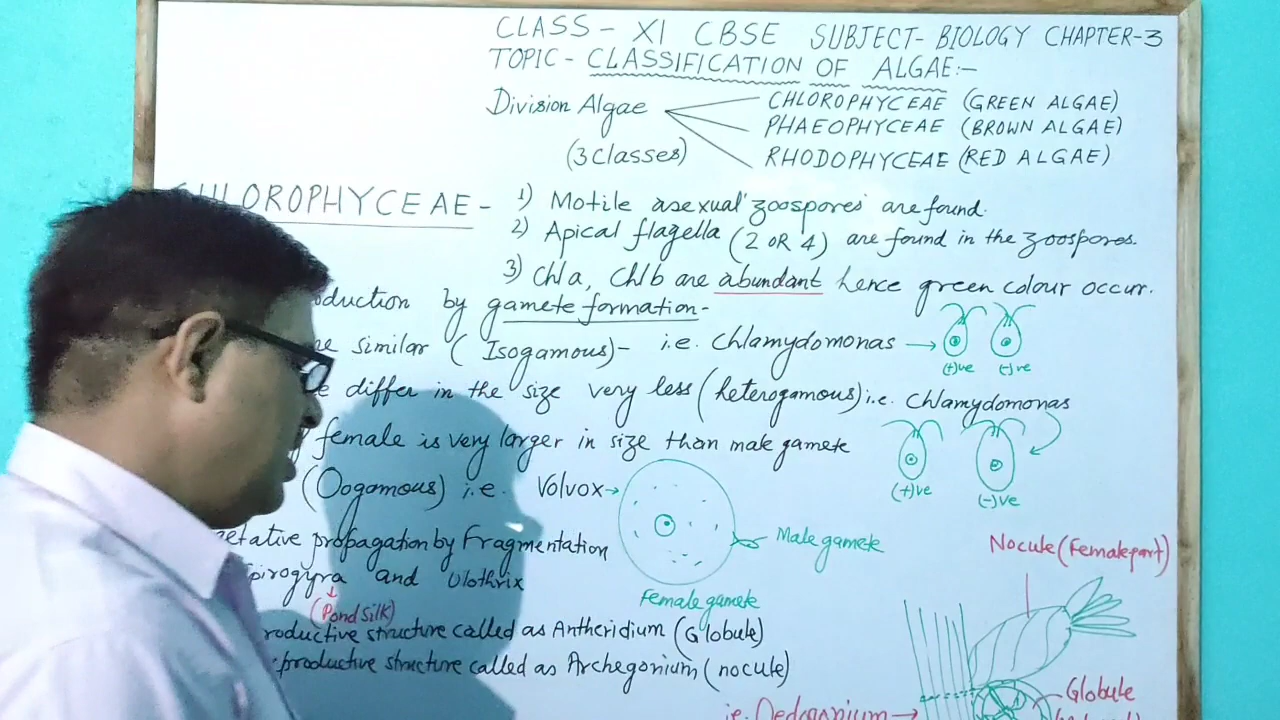 CLASS - XI CBSE SUBJECT- BIOLOGY CHAPTER-3
TOPIC - CLASSIFICATION OF ALGAE:-
Division Algae
(3 classes)
CHLOROPHYCEAE (GREEN ALGAE)
PHAEOPHYCEAE (BROWN ALGAE)
RHODOPHYCEAE (RED ALGAE)
CHLOROPHYCEAE - 1) Motile asexual 'zoospores' are found.
2) Apical flagella (2 OR 4) are found in the zoospores.
3) Chl a, Chl b are abundant hence green colour occurr.
oduction by gamete formation -
e similar (Isogamous)- i.e. Chlamydomonas →
(+)ve (-)ve
e differ in the size very less (heterogamous) i.e. Chlamydomonas
female is very larger in size than male gamete
(+)ve (-)ve
(Oogamous) i.e. Volvox →
Male gamete
Female gamete
etative propagation by Fragmentation
pirogyra and Ulothrix
(Pond silk)
roductive structure called as Antheridium (Globule)
productive structure called as Archegonium (nocule)
Nocule (Female part)
Globule
i.e. Oedogonium →